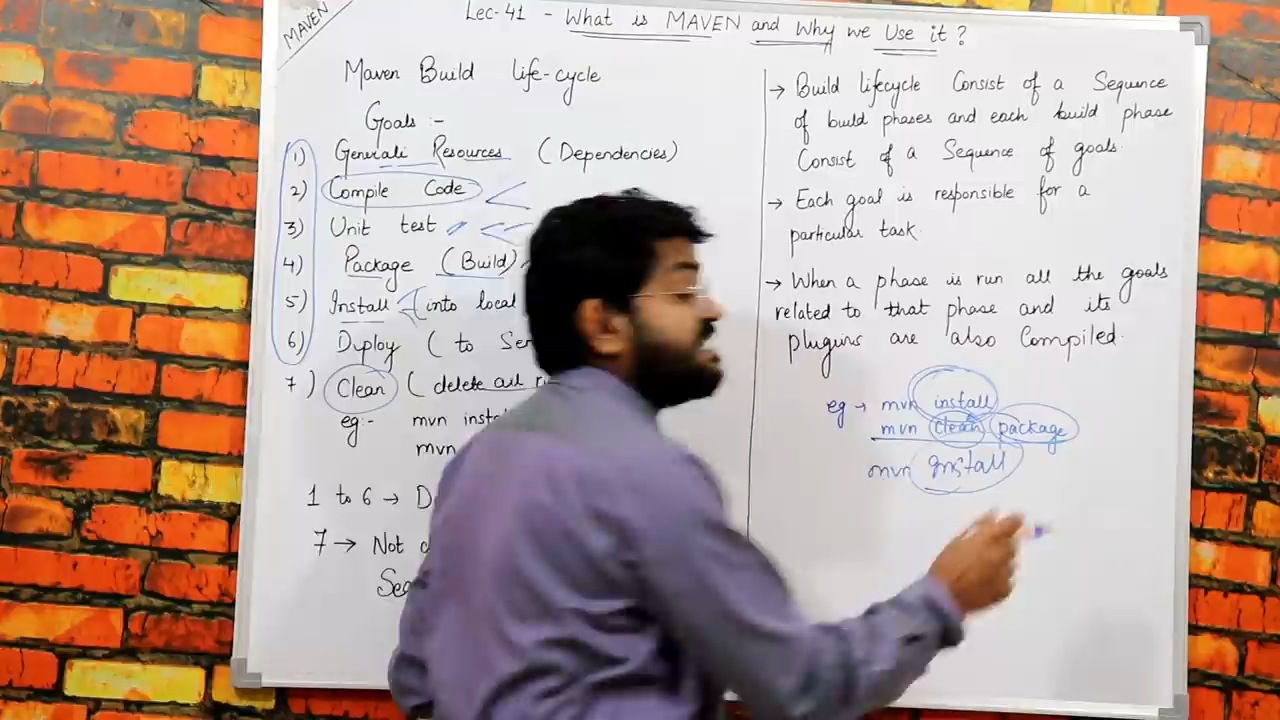 MAVEN
Lec-41 - What is MAVEN and Why we Use it ?
Maven Build life-cycle
Goals :-
1) Generali Resources (Dependencies)
2) Compile Code
3) Unit test
4) Package (Build)
5) Install (into local
6) Deploy ( to Ser
7) Clean ( delete all
eg:- mvn inst
mvn
1 to 6 → D
7 → Not
→ Build lifecycle Consist of a Sequence
of build phases and each build phase
Consist of a Sequence of goals.
→ Each goal is responsible for a
particular task.
→ When a phase is run all the goals
related to that phase and its
plugins are also Compiled.
eg → mvn install
mvn clean package
mvn install